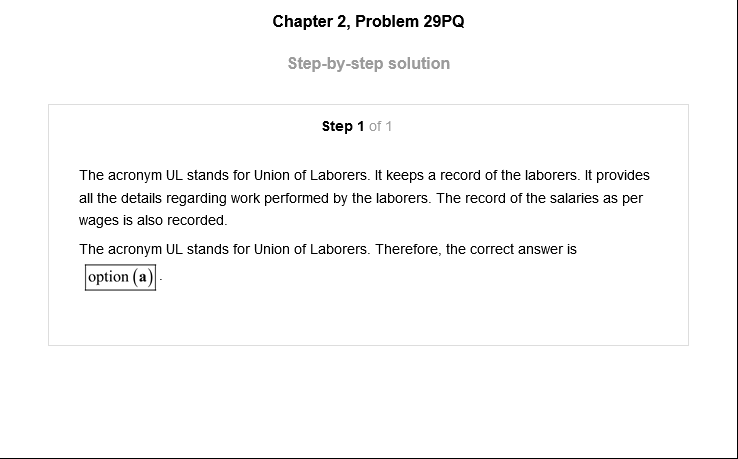 Chapter 2, Problem 29PQ
Step-by-step solution
Step 1 of 1
The acronym UL stands for Union of Laborers. It keeps a record of the laborers. It provides
all the details regarding work performed by the laborers. The record of the salaries as per
wages is also recorded.
The acronym UL stands for Union of Laborers. Therefore, the correct answer is
option (a).